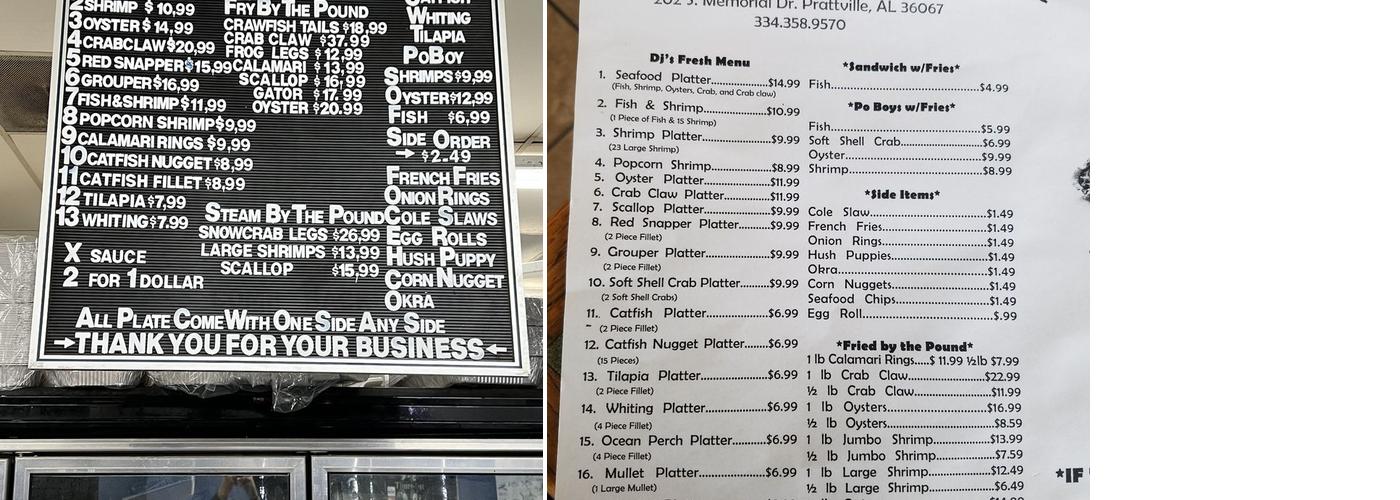 2 SHRIMP $10,99
3 OYSTER $14,99
4 CRABCLAW $20,99
5 RED SNAPPER $15,99
6 GROUPER $16,99
7 FISH&SHRIMP $11,99
8 POPCORN SHRIMP $9,99
9 CALAMARI RINGS $9,99
10 CATFISH NUGGET $8,99
11 CATFISH FILLET $8,99
12 TILAPIA $7,99
13 WHITING $7.99
X SAUCE
2 FOR 1 DOLLAR
FRY BY THE POUND
CRAWFISH TAILS $18,99
CRAB CLAW $37.99
FROG LEGS $12,99
CALAMARI $13,99
SCALLOP $16,99
GATOR $17.99
OYSTER $20.99
STEAM BY THE POUND
SNOWCRAB LEGS $26,99
LARGE SHRIMPS $13,99
SCALLOP $15,99
CATFISH
WHITING
TILAPIA
POBOY
SHRIMPS $9,99
OYSTER $12,99
FISH $6,99
SIDE ORDER
→ $2.49
FRENCH FRIES
ONION RINGS
COLE SLAWS
EGG ROLLS
HUSH PUPPY
CORN NUGGET
OKRA
ALL PLATE COME WITH ONE SIDE ANY SIDE
→THANK YOU FOR YOUR BUSINESS←
202 S. Memorial Dr. Prattville, AL 36067
334.358.9570
Dj's Fresh Menu
1. Seafood Platter...............$14.99
(Fish, Shrimp, Oysters, Crab, and Crab claw)
2. Fish & Shrimp...............$10.99
(1 Piece of Fish & 15 Shrimp)
3. Shrimp Platter...............$9.99
(23 Large Shrimp)
4. Popcorn Shrimp...............$8.99
5. Oyster Platter...............$11.99
6. Crab Claw Platter...............$11.99
7. Scallop Platter...............$9.99
8. Red Snapper Platter...............$9.99
(2 Piece Fillet)
9. Grouper Platter...............$9.99
(2 Piece Fillet)
10. Soft Shell Crab Platter.........$9.99
(2 Soft Shell Crabs)
11. Catfish Platter...............$6.99
(2 Piece Fillet)
12. Catfish Nugget Platter........$6.99
(15 Pieces)
13. Tilapia Platter...............$6.99
(2 Piece Fillet)
14. Whiting Platter...............$6.99
(4 Piece Fillet)
15. Ocean Perch Platter...........$6.99
(4 Piece Fillet)
16. Mullet Platter...............$6.99
(1 Large Mullet)
*Sandwich w/Fries*
Fish...............$4.99
*Po Boys w/Fries*
Fish...............$5.99
Soft Shell Crab...............$6.99
Oyster...............$9.99
Shrimp...............$8.99
*Side Items*
Cole Slaw...............$1.49
French Fries...............$1.49
Onion Rings...............$1.49
Hush Puppies...............$1.49
Okra...............$1.49
Corn Nuggets...............$1.49
Seafood Chips...............$1.49
Egg Roll...............$.99
*Fried by the Pound*
1 lb Calamari Rings.....$ 11.99 ½lb $7.99
1 lb Crab Claw...............$22.99
½ lb Crab Claw...............$11.99
1 lb Oysters...............$16.99
½ lb Oysters...............$8.59
1 lb Jumbo Shrimp...............$13.99
½ lb Jumbo Shrimp...............$7.59
1 lb Large Shrimp...............$12.49
½ lb Large Shrimp...............$6.49
*IF